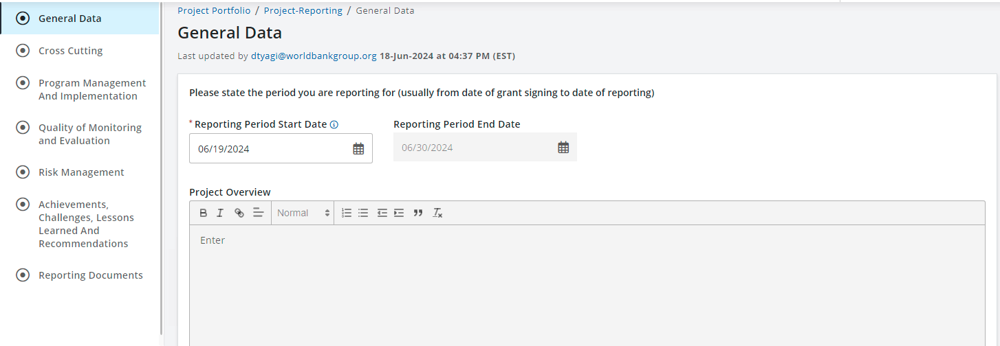 General Data
Cross Cutting
Program Management
And Implementation
Quality of Monitoring
and Evaluation
Risk Management
Achievements,
Challenges, Lessons
Learned And
Recommendations
Reporting Documents
Project Portfolio / Project-Reporting / General Data
General Data
Last updated by dtyagi@worldbankgroup.org 18-Jun-2024 at 04:37 PM (EST)
Please state the period you are reporting for (usually from date of grant signing to date of reporting)
* Reporting Period Start Date
Reporting Period End Date
06/19/2024
06/30/2024
Project Overview
B I Normal
Enter